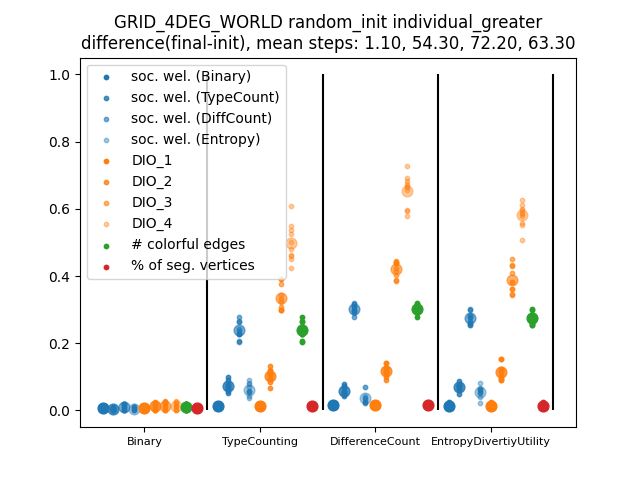 GRID_4DEG_WORLD random_init individual_greater
difference(final-init), mean steps: 1.10, 54.30, 72.20, 63.30
1.0
0.8
0.6
0.4
0.2
0.0
soc. wel. (Binary)
soc. wel. (TypeCount)
soc. wel. (DiffCount)
soc. wel. (Entropy)
DIO_1
DIO_2
DIO_3
DIO_4
# colorful edges
% of seg. vertices
Binary
TypeCounting
DifferenceCount
EntropyDivertiyUtility